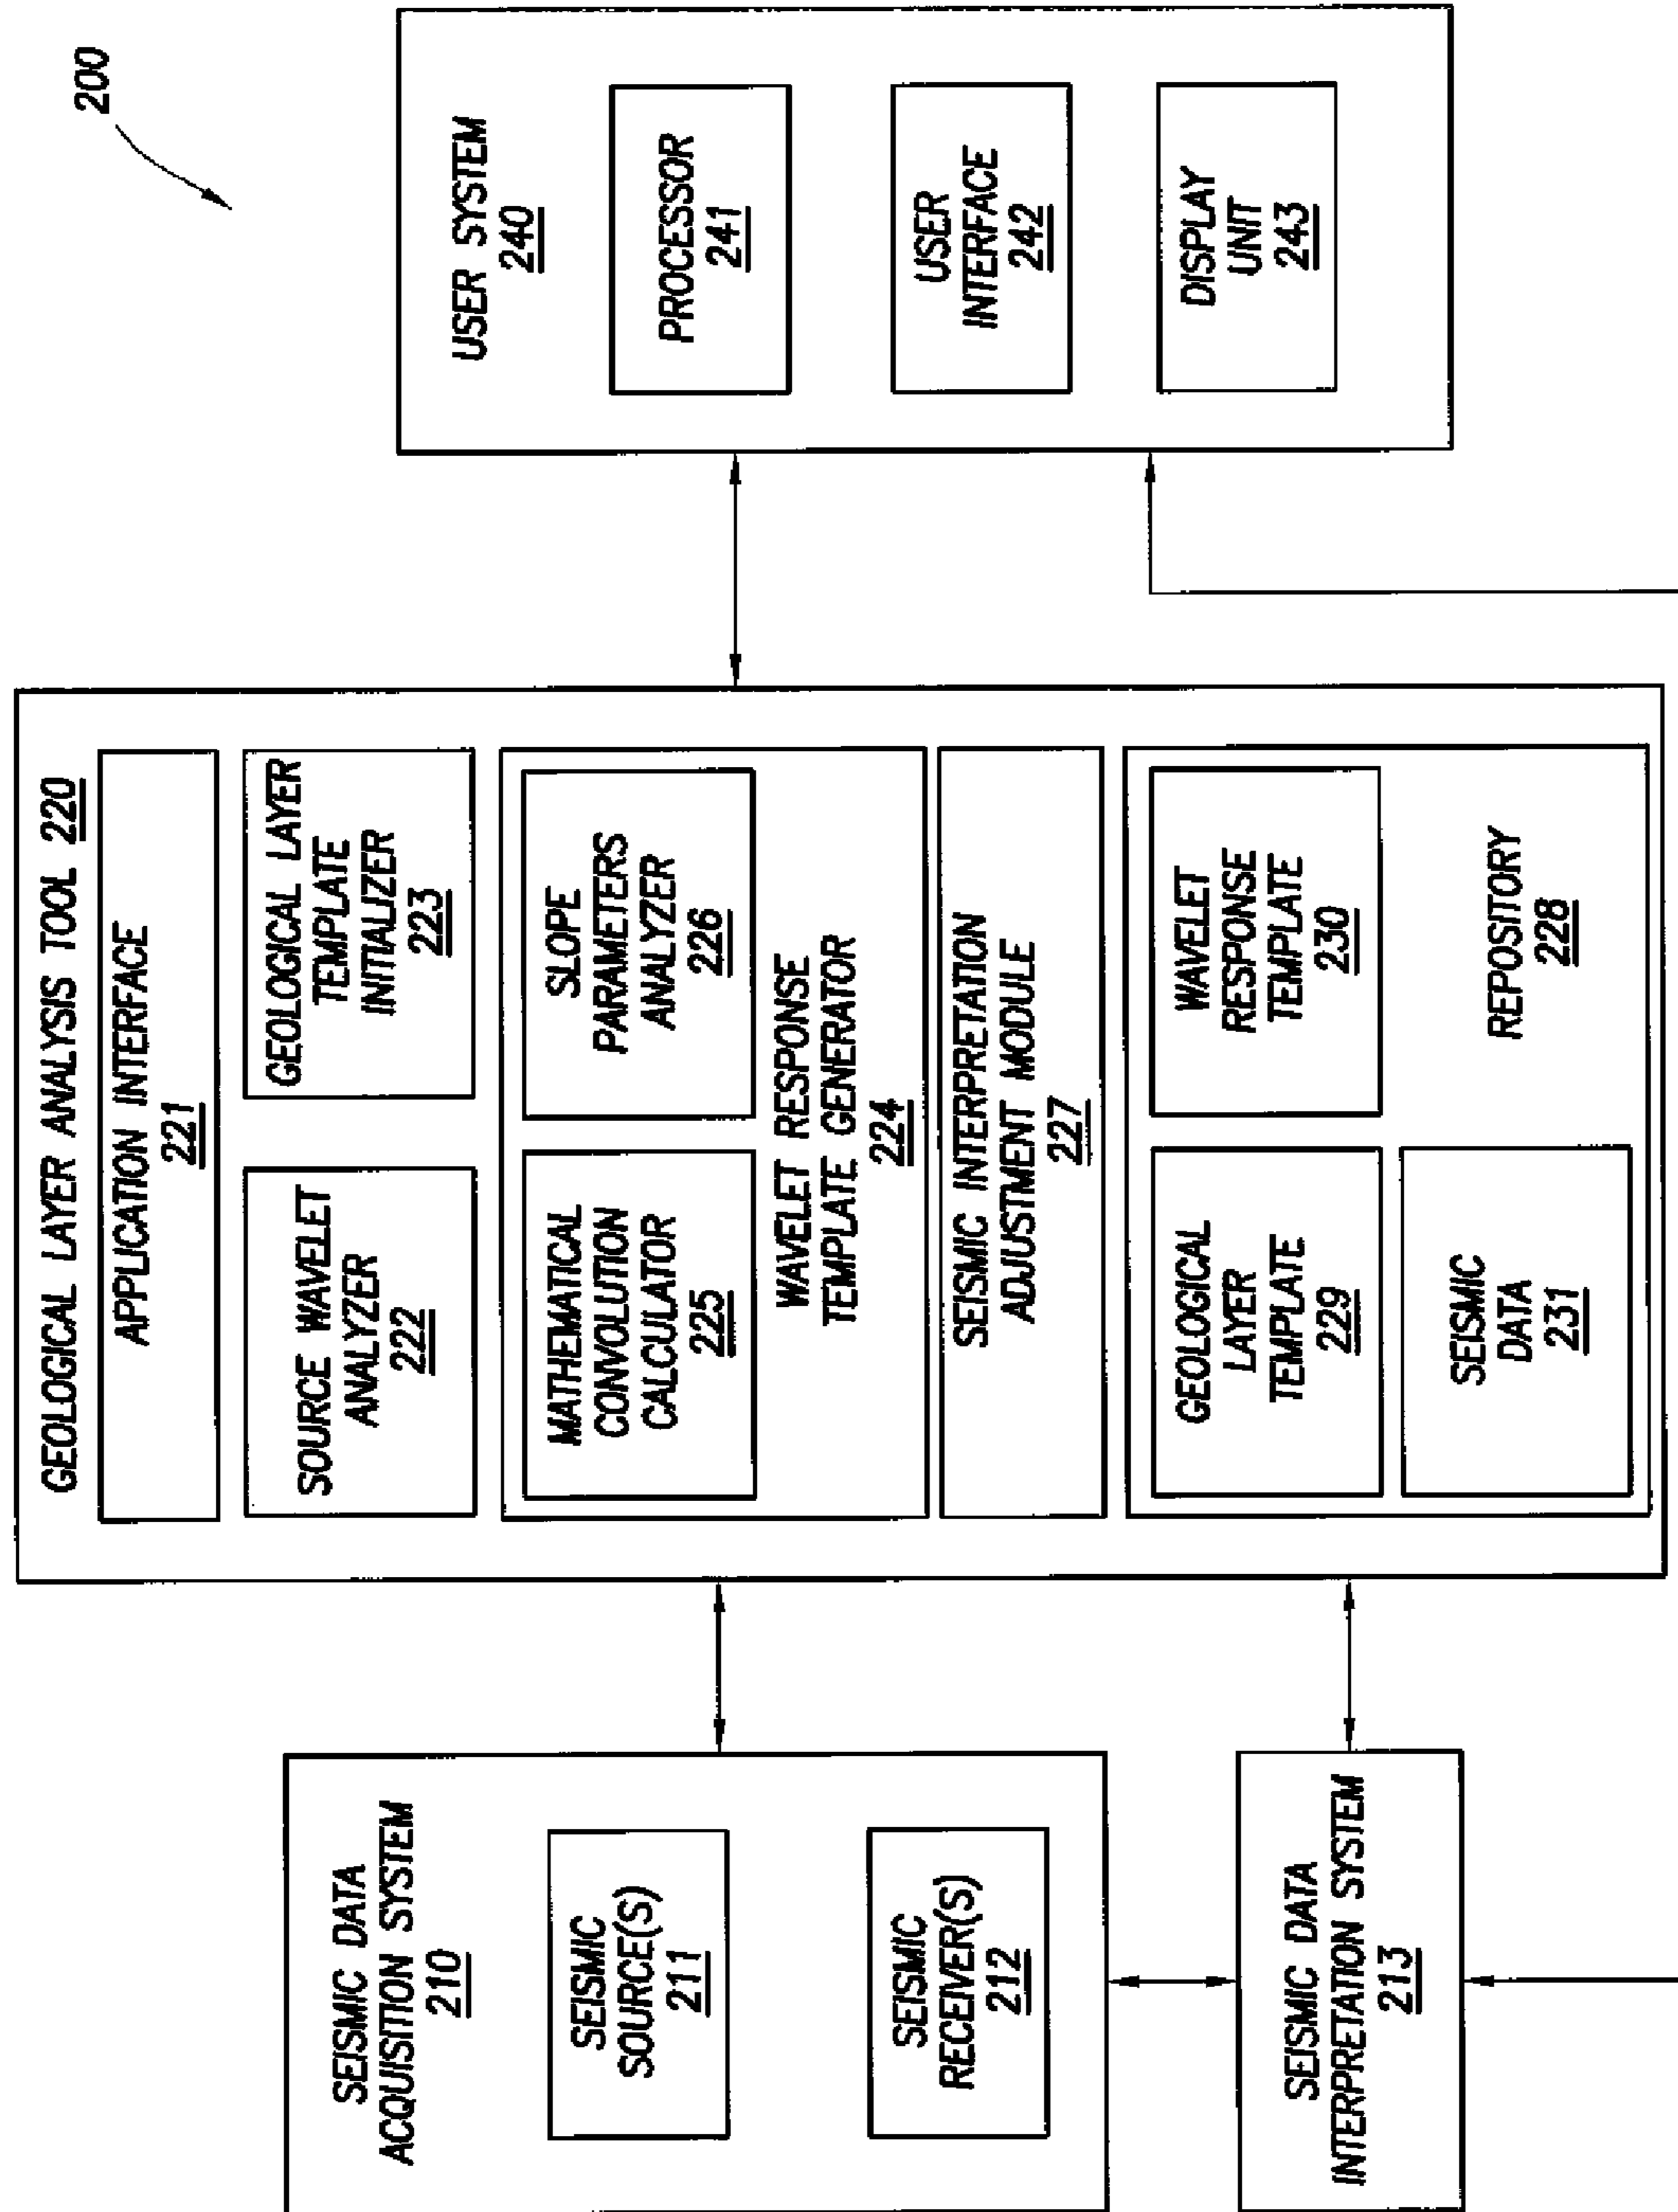 200
SEISMIC DATA
ACQUISITION SYSTEM
210
SEISMIC
SOURCE(S)
211
SEISMIC
RECEIVER(S)
212
SEISMIC DATA
INTERPRETATION SYSTEM
213
GEOLOGICAL LAYER ANALYSIS TOOL 220
APPLICATION INTERFACE
221
SOURCE WAVELET
ANALYZER
222
GEOLOGICAL LAYER
TEMPLATE
INITIALIZER
223
MATHEMATICAL
CONVOLUTION
CALCULATOR
225
SLOPE
PARAMETERS
ANALYZER
226
WAVELET RESPONSE
TEMPLATE GENERATOR
224
SEISMIC INTERPRETATION
ADJUSTMENT MODULE
227
GEOLOGICAL
LAYER
TEMPLATE
229
WAVELET
RESPONSE
TEMPLATE
230
SEISMIC
DATA
231
REPOSITORY
228
USER SYSTEM
240
PROCESSOR
241
USER
INTERFACE
242
DISPLAY
UNIT
243